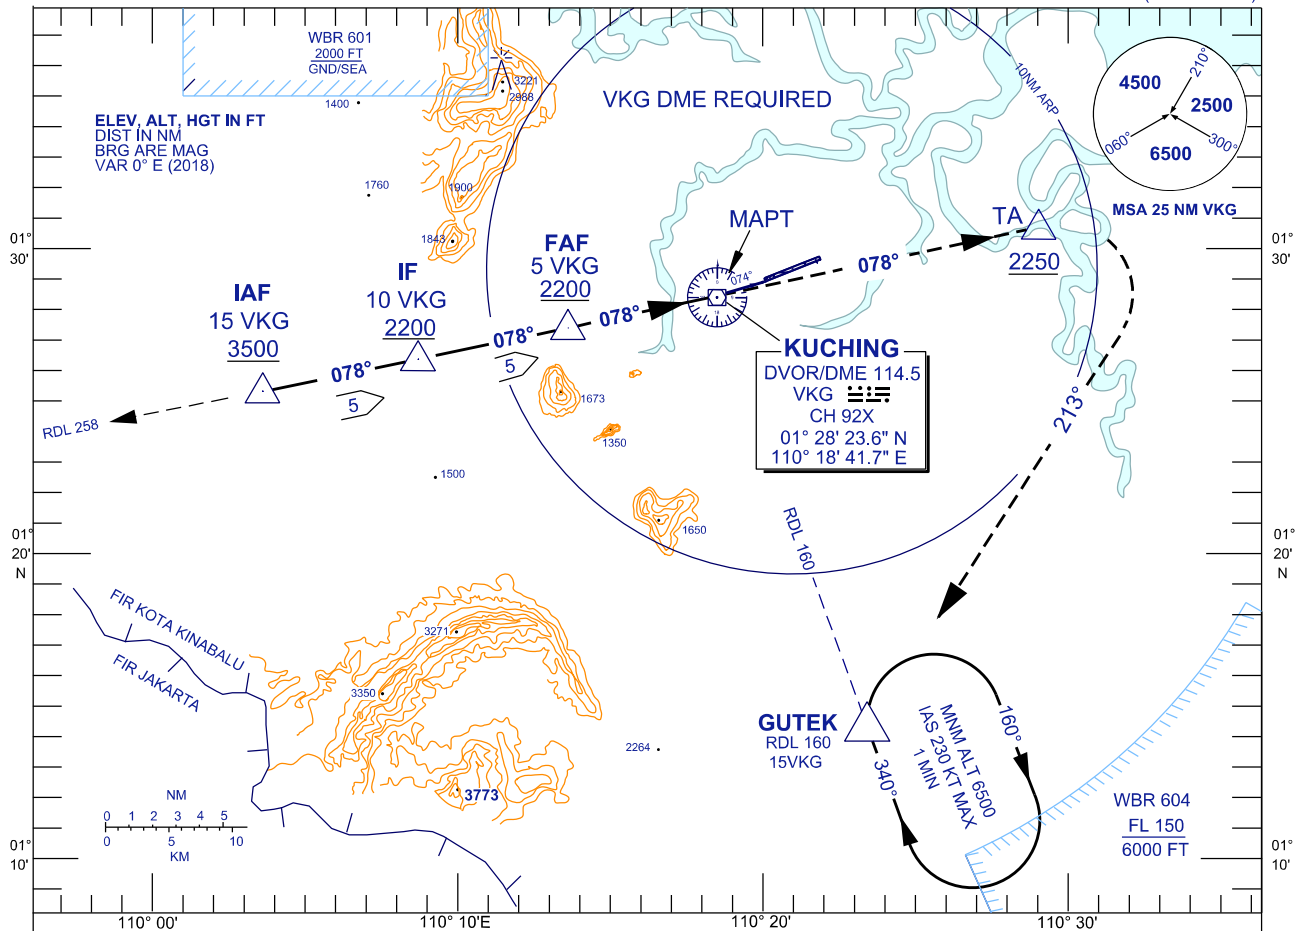 WBR 601
2000 FT
GND/SEA
1400
3221
2988
VKG DME REQUIRED
10NM ARP
4500
210°
2500
060°
300°
6500
MSA 25 NM VKG
ELEV, ALT, HGT IN FT
DIST IN NM
BRG ARE MAG
VAR 0° E (2018)
1760
1900
1843
01°
30'
01°
30'
IAF
15 VKG
3500
IF
10 VKG
2200
FAF
5 VKG
2200
MAPT
TA
2250
078°
078°
078°
078°
074°
5
5
RDL 258
KUCHING
DVOR/DME 114.5
VKG
CH 92X
01° 28' 23.6" N
110° 18' 41.7" E
213°
1673
1350
1500
1650
RDL 160
01°
20'
N
01°
20'
N
FIR KOTA KINABALU
FIR JAKARTA
3271
3350
2264
3773
GUTEK
RDL 160
15VKG
340°
160°
MNM ALT 6500
IAS 230 KT MAX
1 MIN
WBR 604
FL 150
6000 FT
NM
0 1 2 3 4 5
0 5 10
KM
01°
10'
01°
10'
110° 00'
110° 10'E
110° 20'
110° 30'